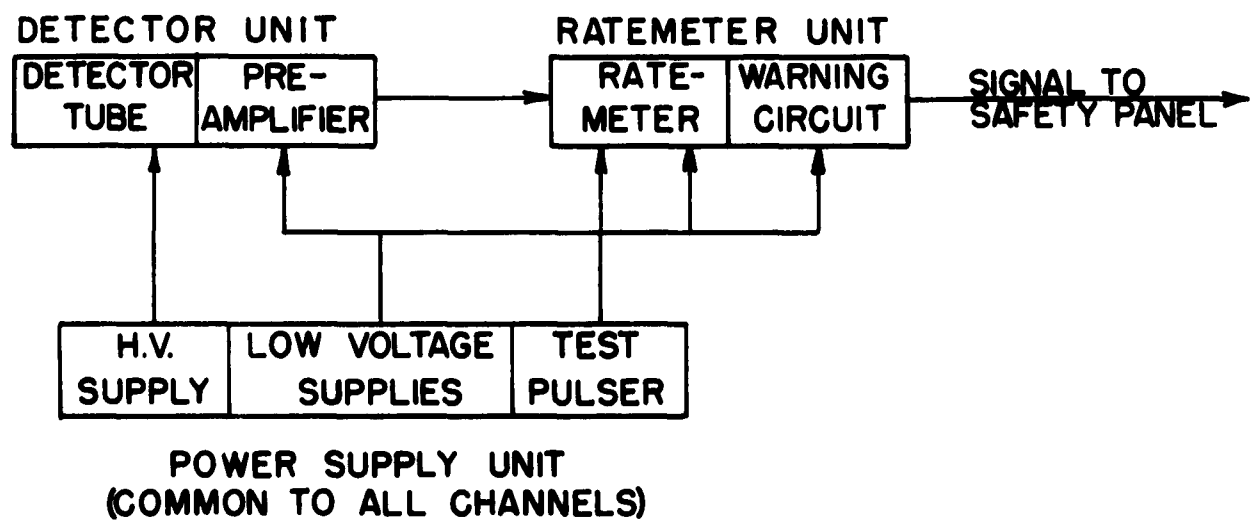 DETECTOR UNIT
DETECTOR
TUBE
PRE-
AMPLIFIER
RATEMETER UNIT
RATE-
METER
WARNING
CIRCUIT
SIGNAL TO
SAFETY PANEL
H.V.
SUPPLY
LOW VOLTAGE
SUPPLIES
TEST
PULSER
POWER SUPPLY UNIT
(COMMON TO ALL CHANNELS)